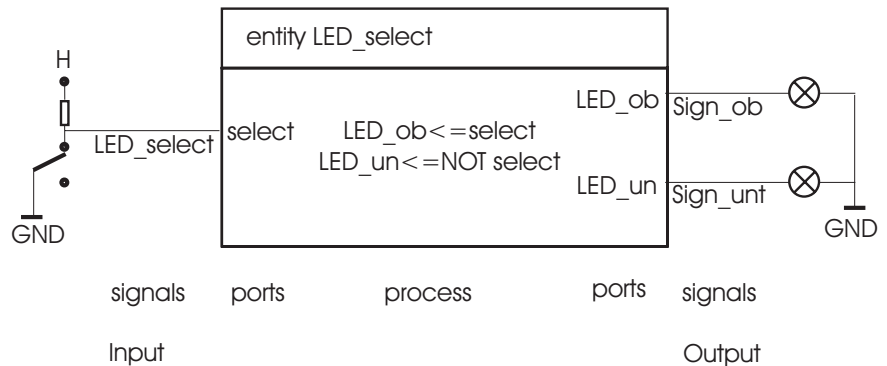 entity LED_select
H
LED_ob
Sign_ob
LED_select
select
LED_ob<=select
LED_un<=NOT select
LED_un
Sign_unt
GND
GND
signals ports process ports signals
Input Output